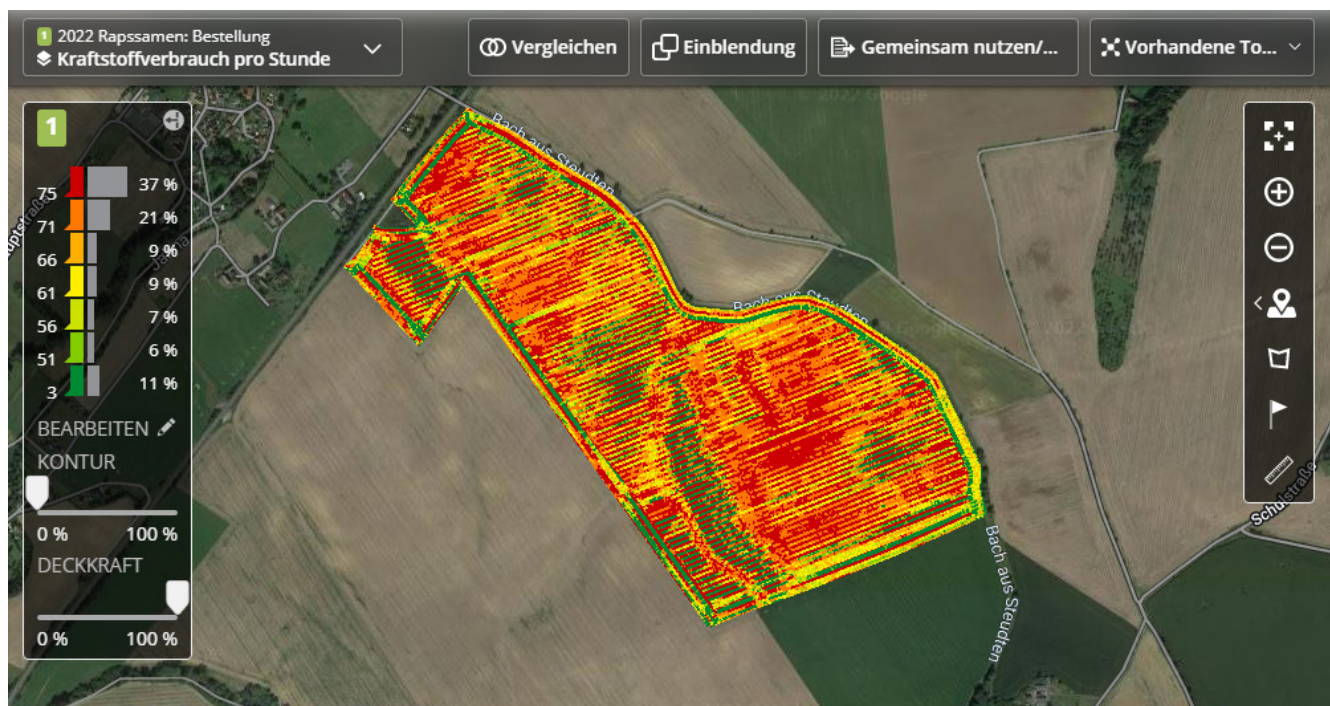 1 2022 Rapssamen: Bestellung
Kraftstoffverbrauch pro Stunde
Vergleichen
Einblendung
Gemeinsam nutzen/...
Vorhandene To...
1
75
37 %
71
21 %
66
9 %
61
9 %
56
7 %
51
6 %
3
11 %
BEARBEITEN
KONTUR
0 %
100 %
DECKKRAFT
0 %
100 %
Bach aus Steudten
Bach aus Steudten
Bach aus Steudten
Schulstraße
© 2022 Google